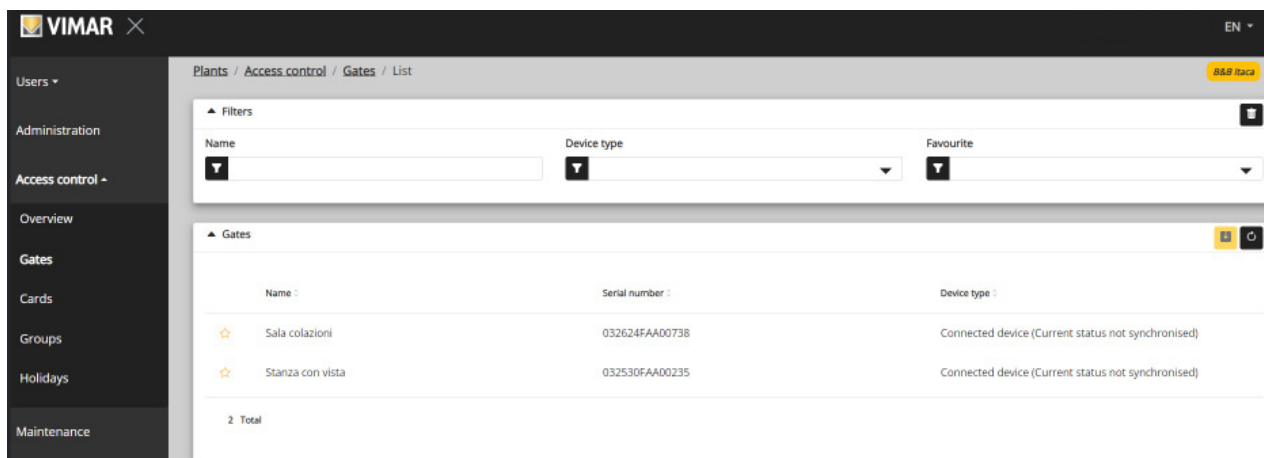 VIMAR
EN
Users
Plants / Access control / Gates / List
B&B Itaca
Administration
Filters
Name
Device type
Favourite
Access control
Overview
Gates
Gates
Cards
Name
Serial number
Device type
Groups
Sala colazioni
032624FAA00738
Connected device (Current status not synchronised)
Holidays
Stanza con vista
032530FAA00235
Connected device (Current status not synchronised)
2 Total
Maintenance